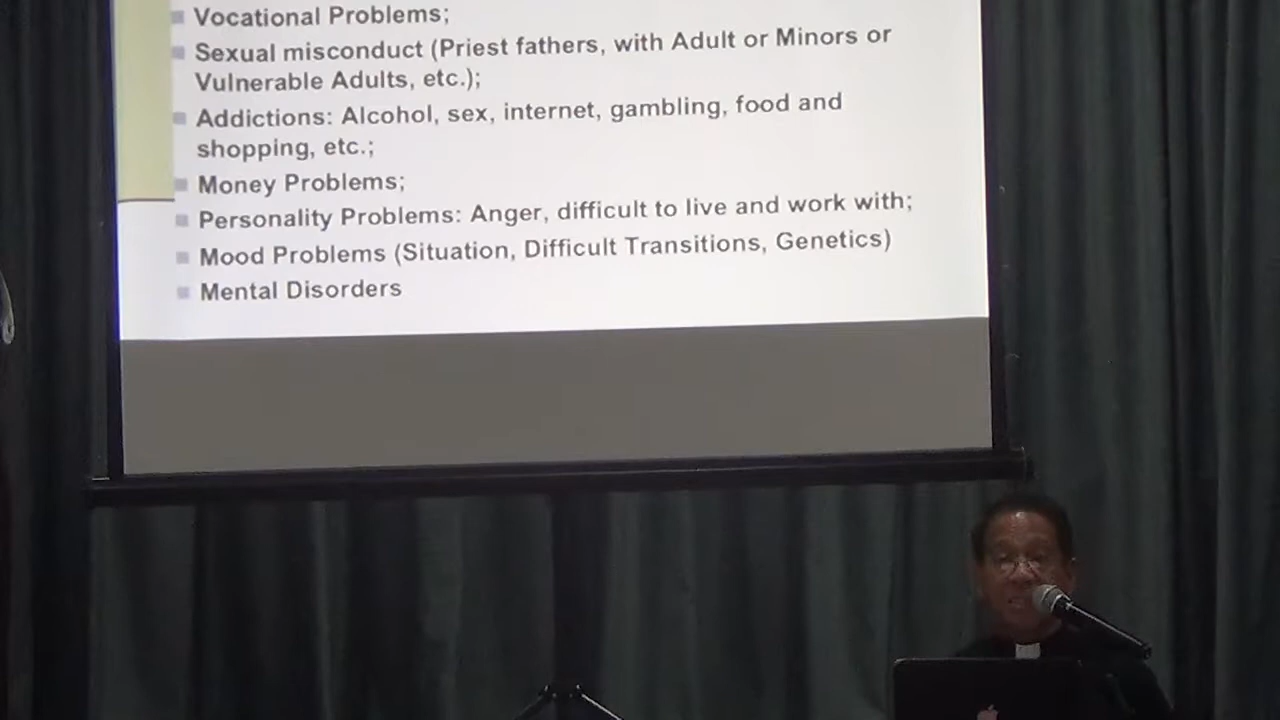 Vocational Problems;
Sexual misconduct (Priest fathers, with Adult or Minors or
Vulnerable Adults, etc.);
Addictions: Alcohol, sex, internet, gambling, food and
shopping, etc.;
Money Problems;
Personality Problems: Anger, difficult to live and work with;
Mood Problems (Situation, Difficult Transitions, Genetics)
Mental Disorders